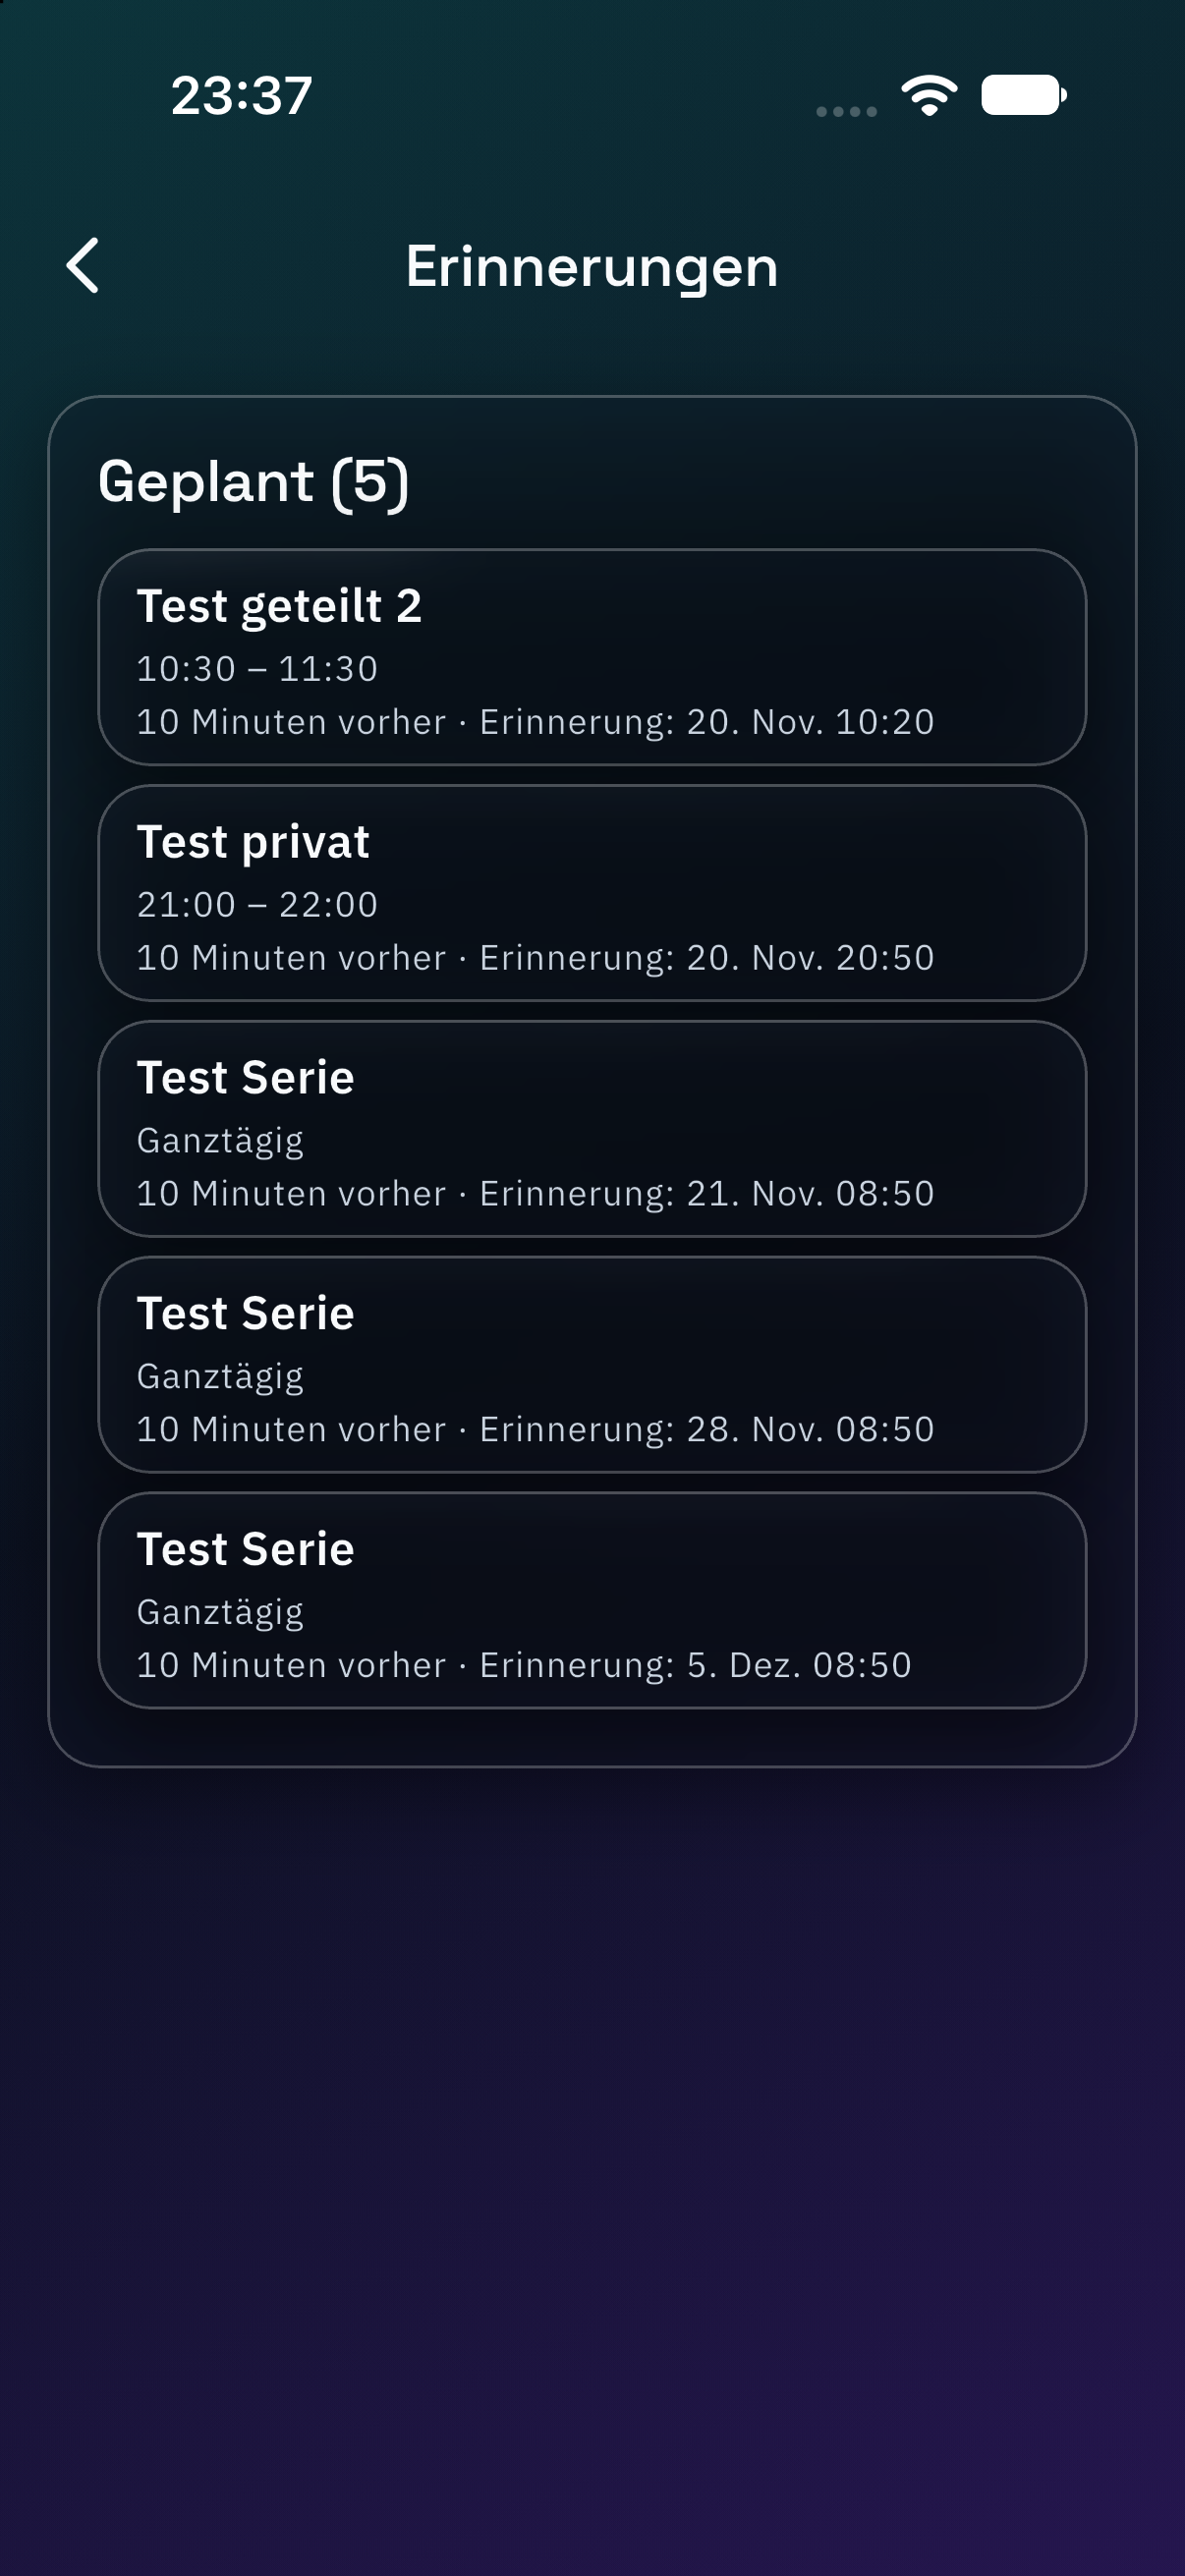 23:37
Erinnerungen
Geplant (5)
Test geteilt 2
10:30 – 11:30
10 Minuten vorher · Erinnerung: 20. Nov. 10:20
Test privat
21:00 – 22:00
10 Minuten vorher · Erinnerung: 20. Nov. 20:50
Test Serie
Ganztägig
10 Minuten vorher · Erinnerung: 21. Nov. 08:50
Test Serie
Ganztägig
10 Minuten vorher · Erinnerung: 28. Nov. 08:50
Test Serie
Ganztägig
10 Minuten vorher · Erinnerung: 5. Dez. 08:50